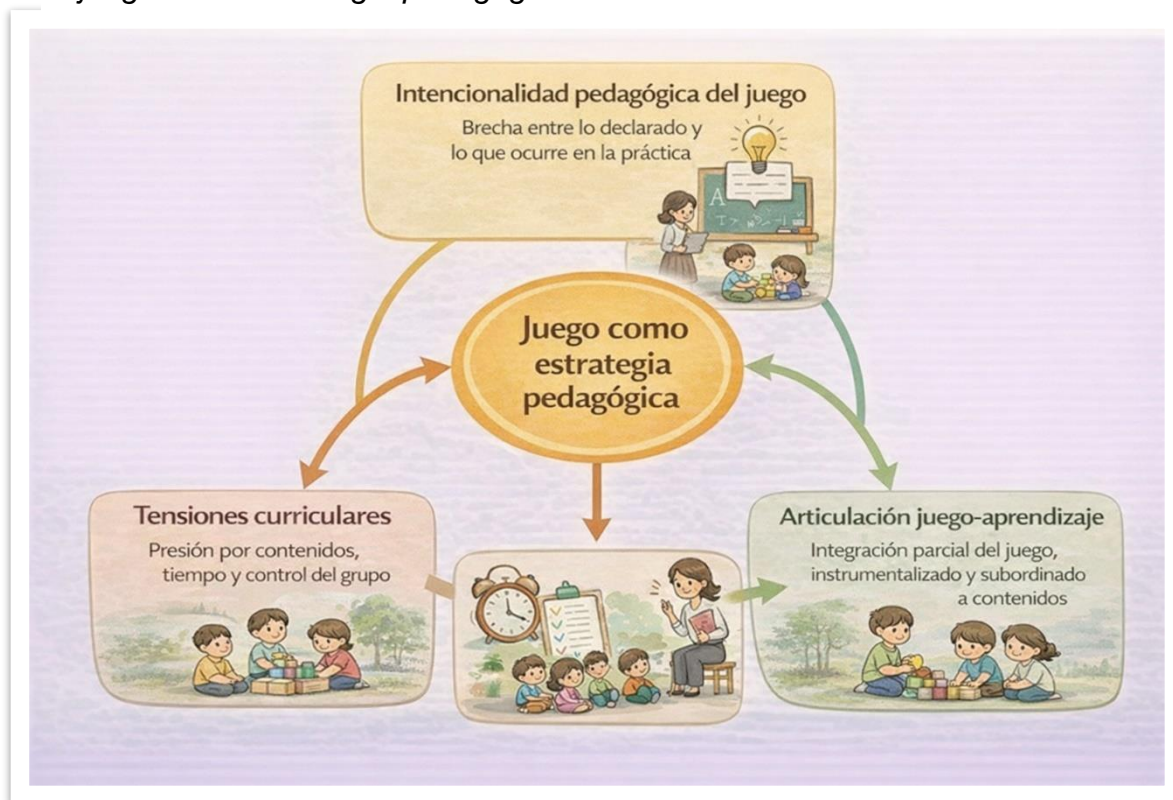 Intencionalidad pedagógica del juego
Brecha entre lo declarado y
lo que ocurre en la práctica
A
Juego como
estrategia
pedagógica
Tensiones curriculares
Presión por contenidos,
tiempo y control del grupo
Articulación juego-aprendizaje
Integración parcial del juego,
instrumentalizado y subordinado
a contenidos